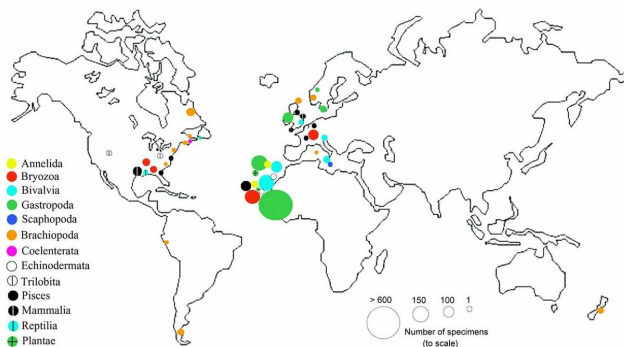 Annelida
Bryozoa
Bivalvia
Gastropoda
Scaphopoda
Brachiopoda
Coelenterata
Echinodermata
Trilobita
Pisces
Mammalia
Reptilia
Plantae
> 600 150 100 1
Number of specimens
(to scale)